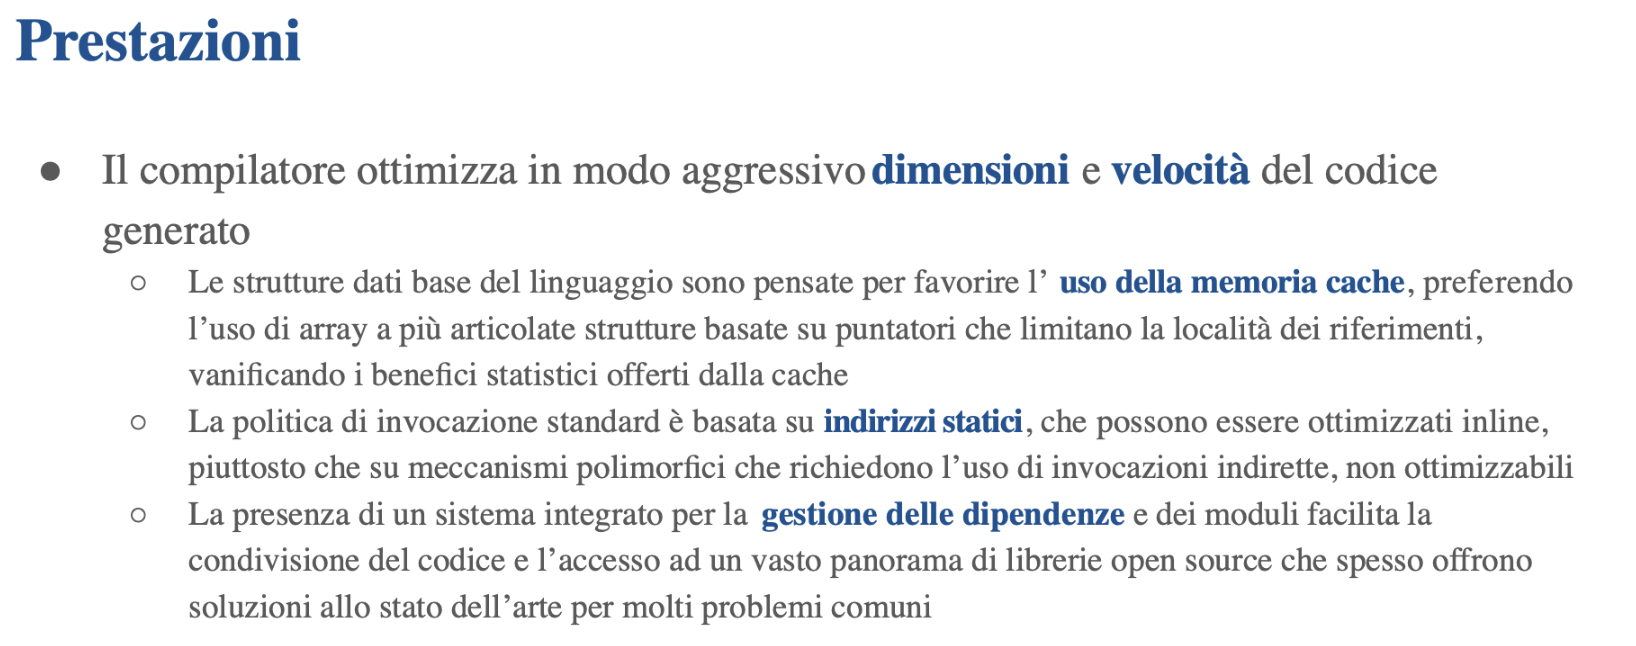 Prestazioni
● Il compilatore ottimizza in modo aggressivo dimensioni e velocità del codice
generato
○ Le strutture dati base del linguaggio sono pensate per favorire l’ uso della memoria cache, preferendo
l’uso di array a più articolate strutture basate su puntatori che limitano la località dei riferimenti,
vanificando i benefici statistici offerti dalla cache
○ La politica di invocazione standard è basata su indirizzi statici, che possono essere ottimizzati inline,
piuttosto che su meccanismi polimorfici che richiedono l’uso di invocazioni indirette, non ottimizzabili
○ La presenza di un sistema integrato per la gestione delle dipendenze e dei moduli facilita la
condivisione del codice e l’accesso ad un vasto panorama di librerie open source che spesso offrono
soluzioni allo stato dell’arte per molti problemi comuni